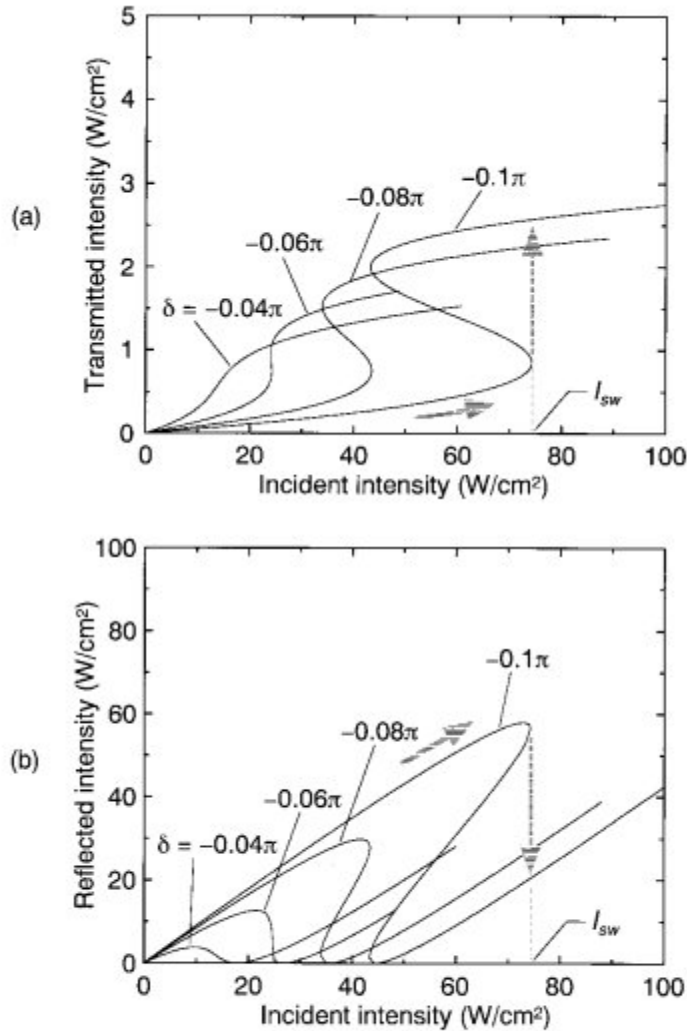 (a)
Transmitted intensity (W/cm²)
5
4
3
2
1
0
−0.1π
−0.08π
−0.06π
δ = −0.04π
I_sw
0 20 40 60 80 100
Incident intensity (W/cm²)
(b)
Reflected intensity (W/cm²)
100
80
60
40
20
0
−0.1π
−0.08π
−0.06π
δ = −0.04π
I_sw
0 20 40 60 80 100
Incident intensity (W/cm²)